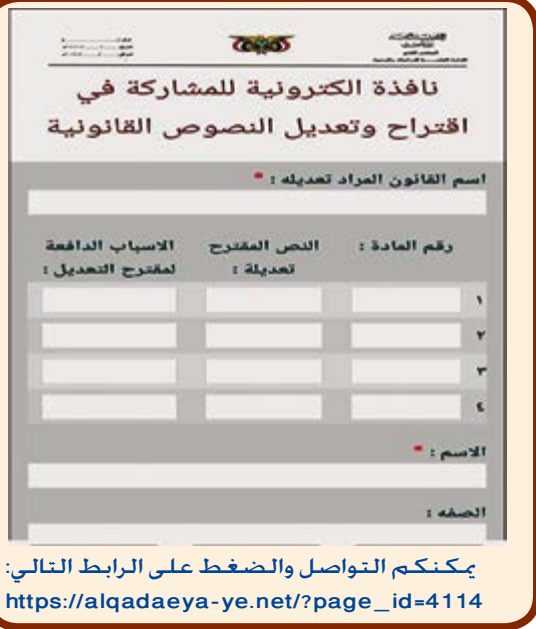 نافذة الكترونية للمشاركة في
اقتراح وتعديل النصوص القانونية
اسم القانون المراد تعديله : *
رقم المادة : النص المقترح تعديلة : الاسباب الدافعة لمقترح التعديل :
١
٢
٣
٤
الاسم : *
الصفه :
يمكنكم التواصل والضغط على الرابط التالي:
https://alqadaeya-ye.net/?page_id=4114